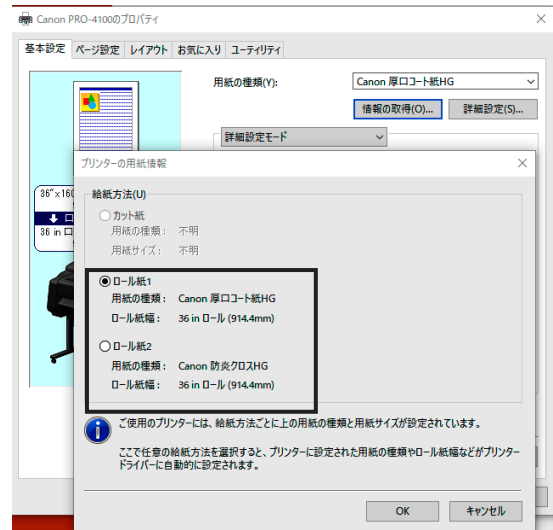 Canon PRO-4100のプロパティ
基本設定 ページ設定 レイアウト お気に入り ユーティリティ
用紙の種類(Y): Canon 厚口コート紙HG
情報の取得(O)... 詳細設定(S)...
詳細設定モード
プリンターの用紙情報
36"×160
36 in ロ
給紙方法(U)
カット紙
用紙の種類： 不明
用紙サイズ： 不明
ロール紙1
用紙の種類： Canon 厚口コート紙HG
ロール紙幅： 36 in ロール (914.4mm)
ロール紙2
用紙の種類： Canon 防炎クロスHG
ロール紙幅： 36 in ロール (914.4mm)
ご使用のプリンターには、給紙方法ごとに上の用紙の種類と用紙サイズが設定されています。
ここで任意の給紙方法を選択すると、プリンターに設定された用紙の種類やロール紙幅などがプリンター
ドライバーに自動的に設定されます。
OK キャンセル